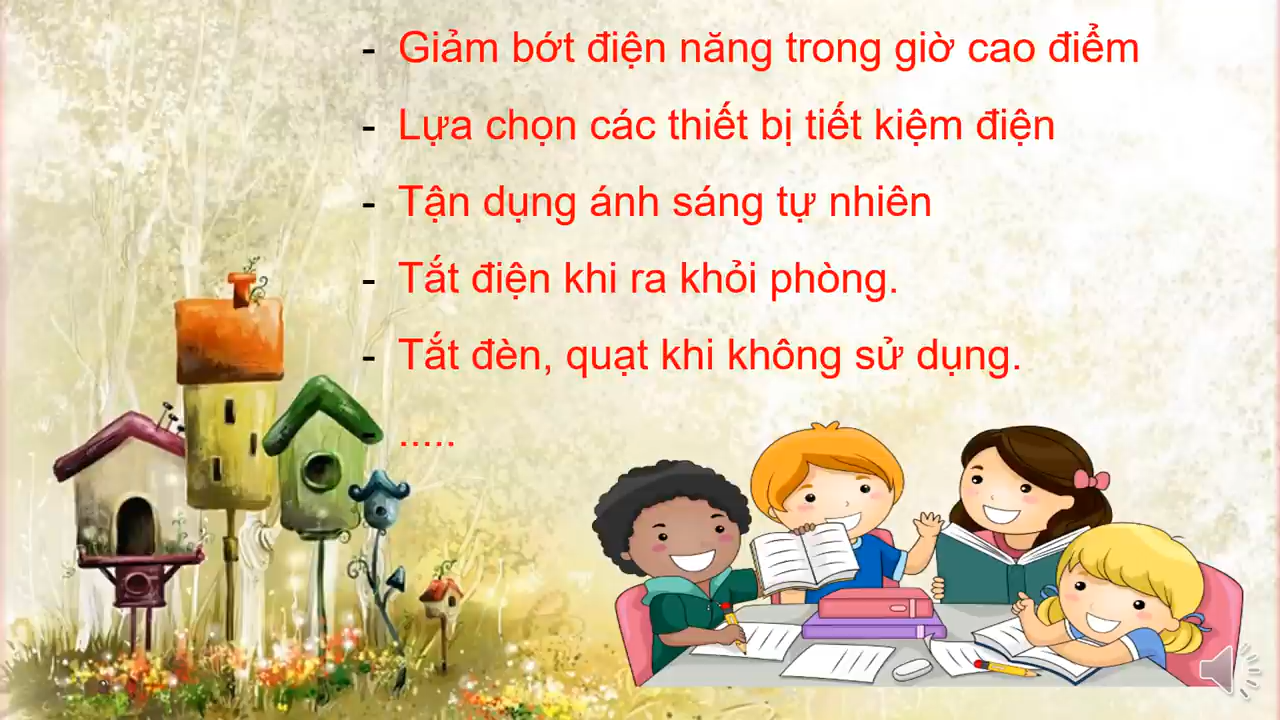 - Giảm bớt điện năng trong giờ cao điểm
- Lựa chọn các thiết bị tiết kiệm điện
- Tận dụng ánh sáng tự nhiên
- Tắt điện khi ra khỏi phòng.
- Tắt đèn, quạt khi không sử dụng.
- .....